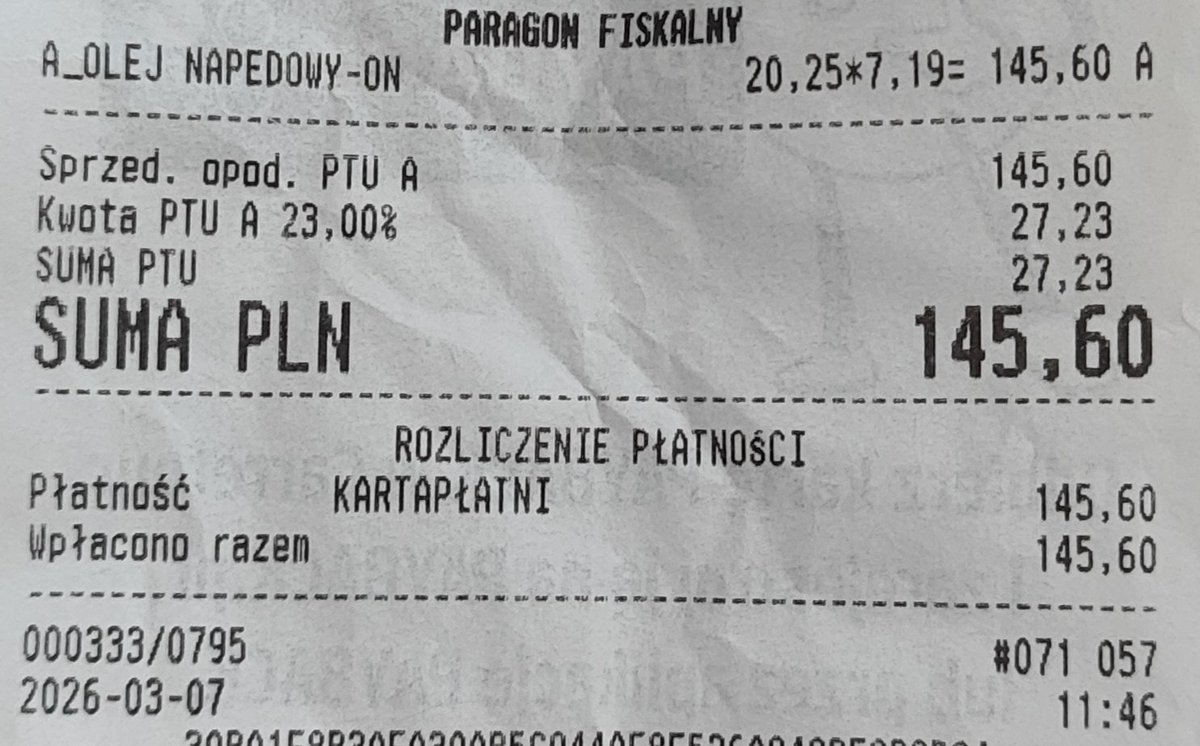 PARAGON FISKALNY
A_OLEJ NAPEDOWY-ON 20,25*7,19= 145,60 A
Sprzed. opod. PTU A 145,60
Kwota PTU A 23,00% 27,23
SUMA PTU 27,23
SUMA PLN 145,60
ROZLICZENIE PŁATNOŚCI
Płatność KARTAPŁATNI 145,60
Wpłacono razem 145,60
000333/0795 #071 057
2026-03-07 11:46